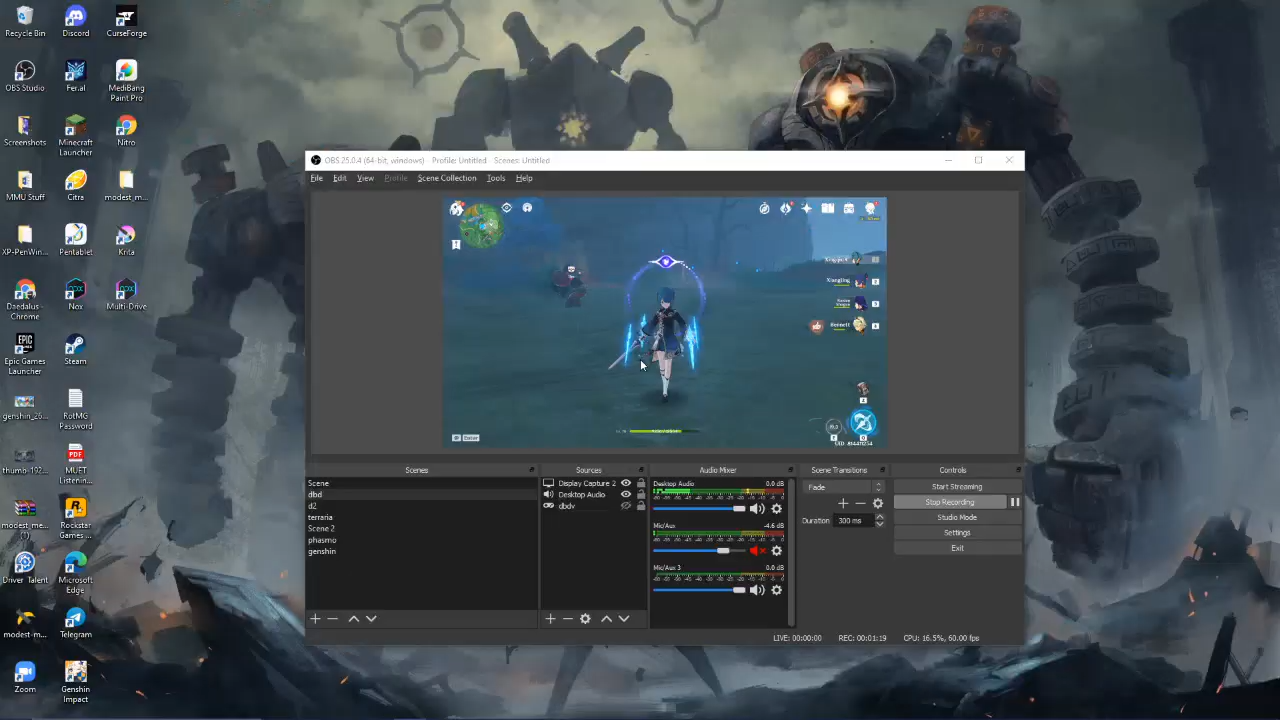 Recycle Bin
Discord
CurseForge
OBS Studio
Fer.al
MediBang
Paint Pro
Screenshots
Minecraft
Launcher
Nitro
MMU Stuff
Citra
modest_m...
XP-PenWin...
Pentablet
Krita
Daedalus -
Chrome
Nox
Multi-Drive
Epic Games
Launcher
Steam
genshin_26...
RotMG
Password
thumb-192...
MUET
Listenin...
modest_me...
(1)
Rockstar
Games ...
Driver Talent
Microsoft
Edge
modest-m...
Telegram
Zoom
Genshin
Impact
OBS 25.0.4 (64-bit, windows) - Profile: Untitled - Scenes: Untitled
File Edit View Profile Scene Collection Tools Help
Xiangling
Bennett
Enter
Scenes
Scene
dbd
d2
terraria
Scene 2
phasmo
genshin
Sources
Display Capture 2
Desktop Audio
dbdv
Audio Mixer
Desktop Audio 0.0 dB
Mic/Aux -4.6 dB
Mic/Aux 3 0.0 dB
Scene Transitions
Fade
Duration 300 ms
Controls
Start Streaming
Stop Recording
Studio Mode
Settings
Exit
LIVE: 00:00:00 REC: 00:01:19 CPU: 16.5%, 60.00 fps